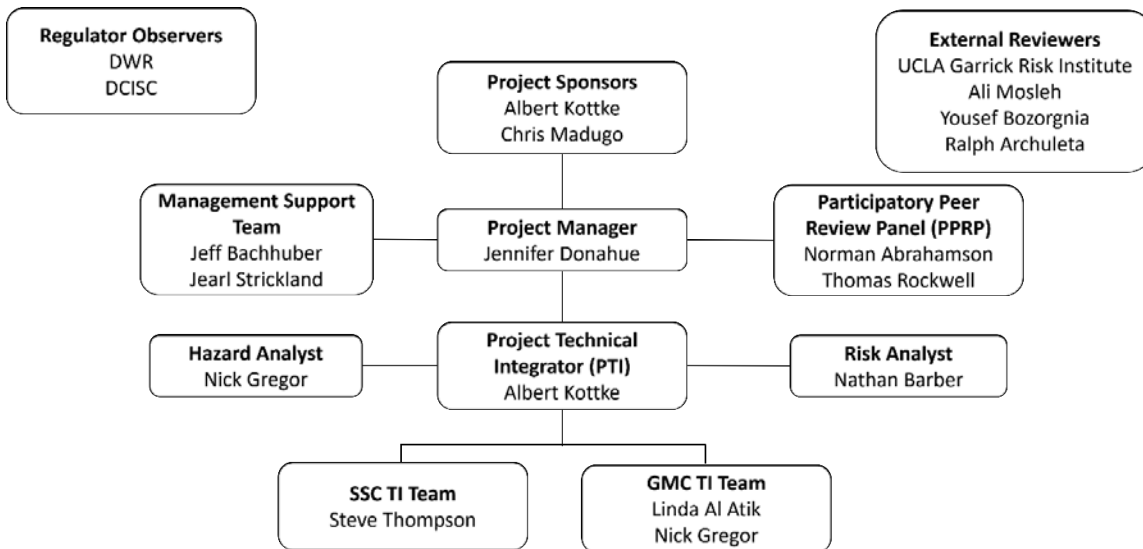 Regulator Observers
DWR
DCISC
External Reviewers
UCLA Garrick Risk Institute
Ali Mosleh
Yousef Bozorgnia
Ralph Archuleta
Project Sponsors
Albert Kottke
Chris Madugo
Management Support
Team
Jeff Bachhuber
Jearl Strickland
Project Manager
Jennifer Donahue
Participatory Peer
Review Panel (PPRP)
Norman Abrahamson
Thomas Rockwell
Hazard Analyst
Nick Gregor
Project Technical
Integrator (PTI)
Albert Kottke
Risk Analyst
Nathan Barber
SSC TI Team
Steve Thompson
GMC TI Team
Linda Al Atik
Nick Gregor